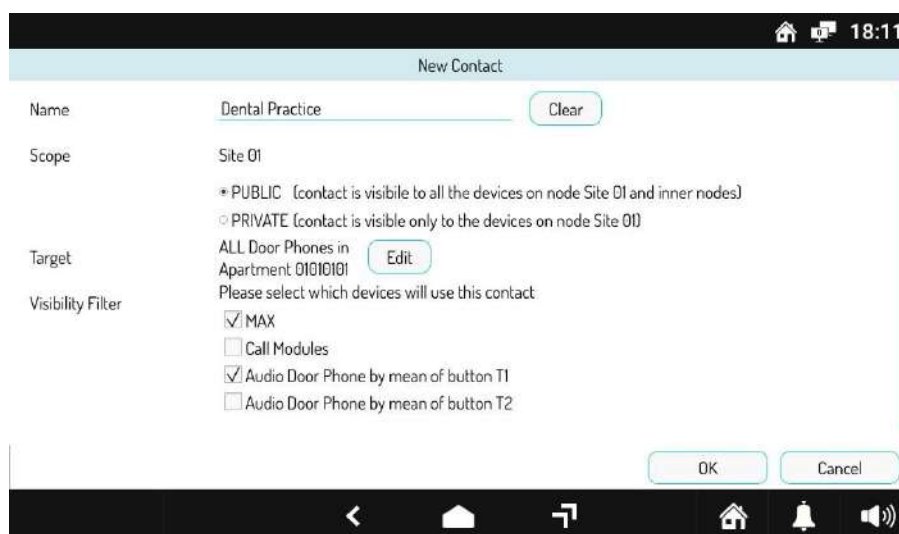 18:11
New Contact
Name Dental Practice Clear
Scope Site 01
PUBLIC (contact is visibile to all the devices on node Site 01 and inner nodes)
PRIVATE (contact is visible only to the devices on node Site 01)
Target ALL Door Phones in Apartment 01010101 Edit
Visibility Filter Please select which devices will use this contact
MAX
Call Modules
Audio Door Phone by mean of button T1
Audio Door Phone by mean of button T2
OK Cancel